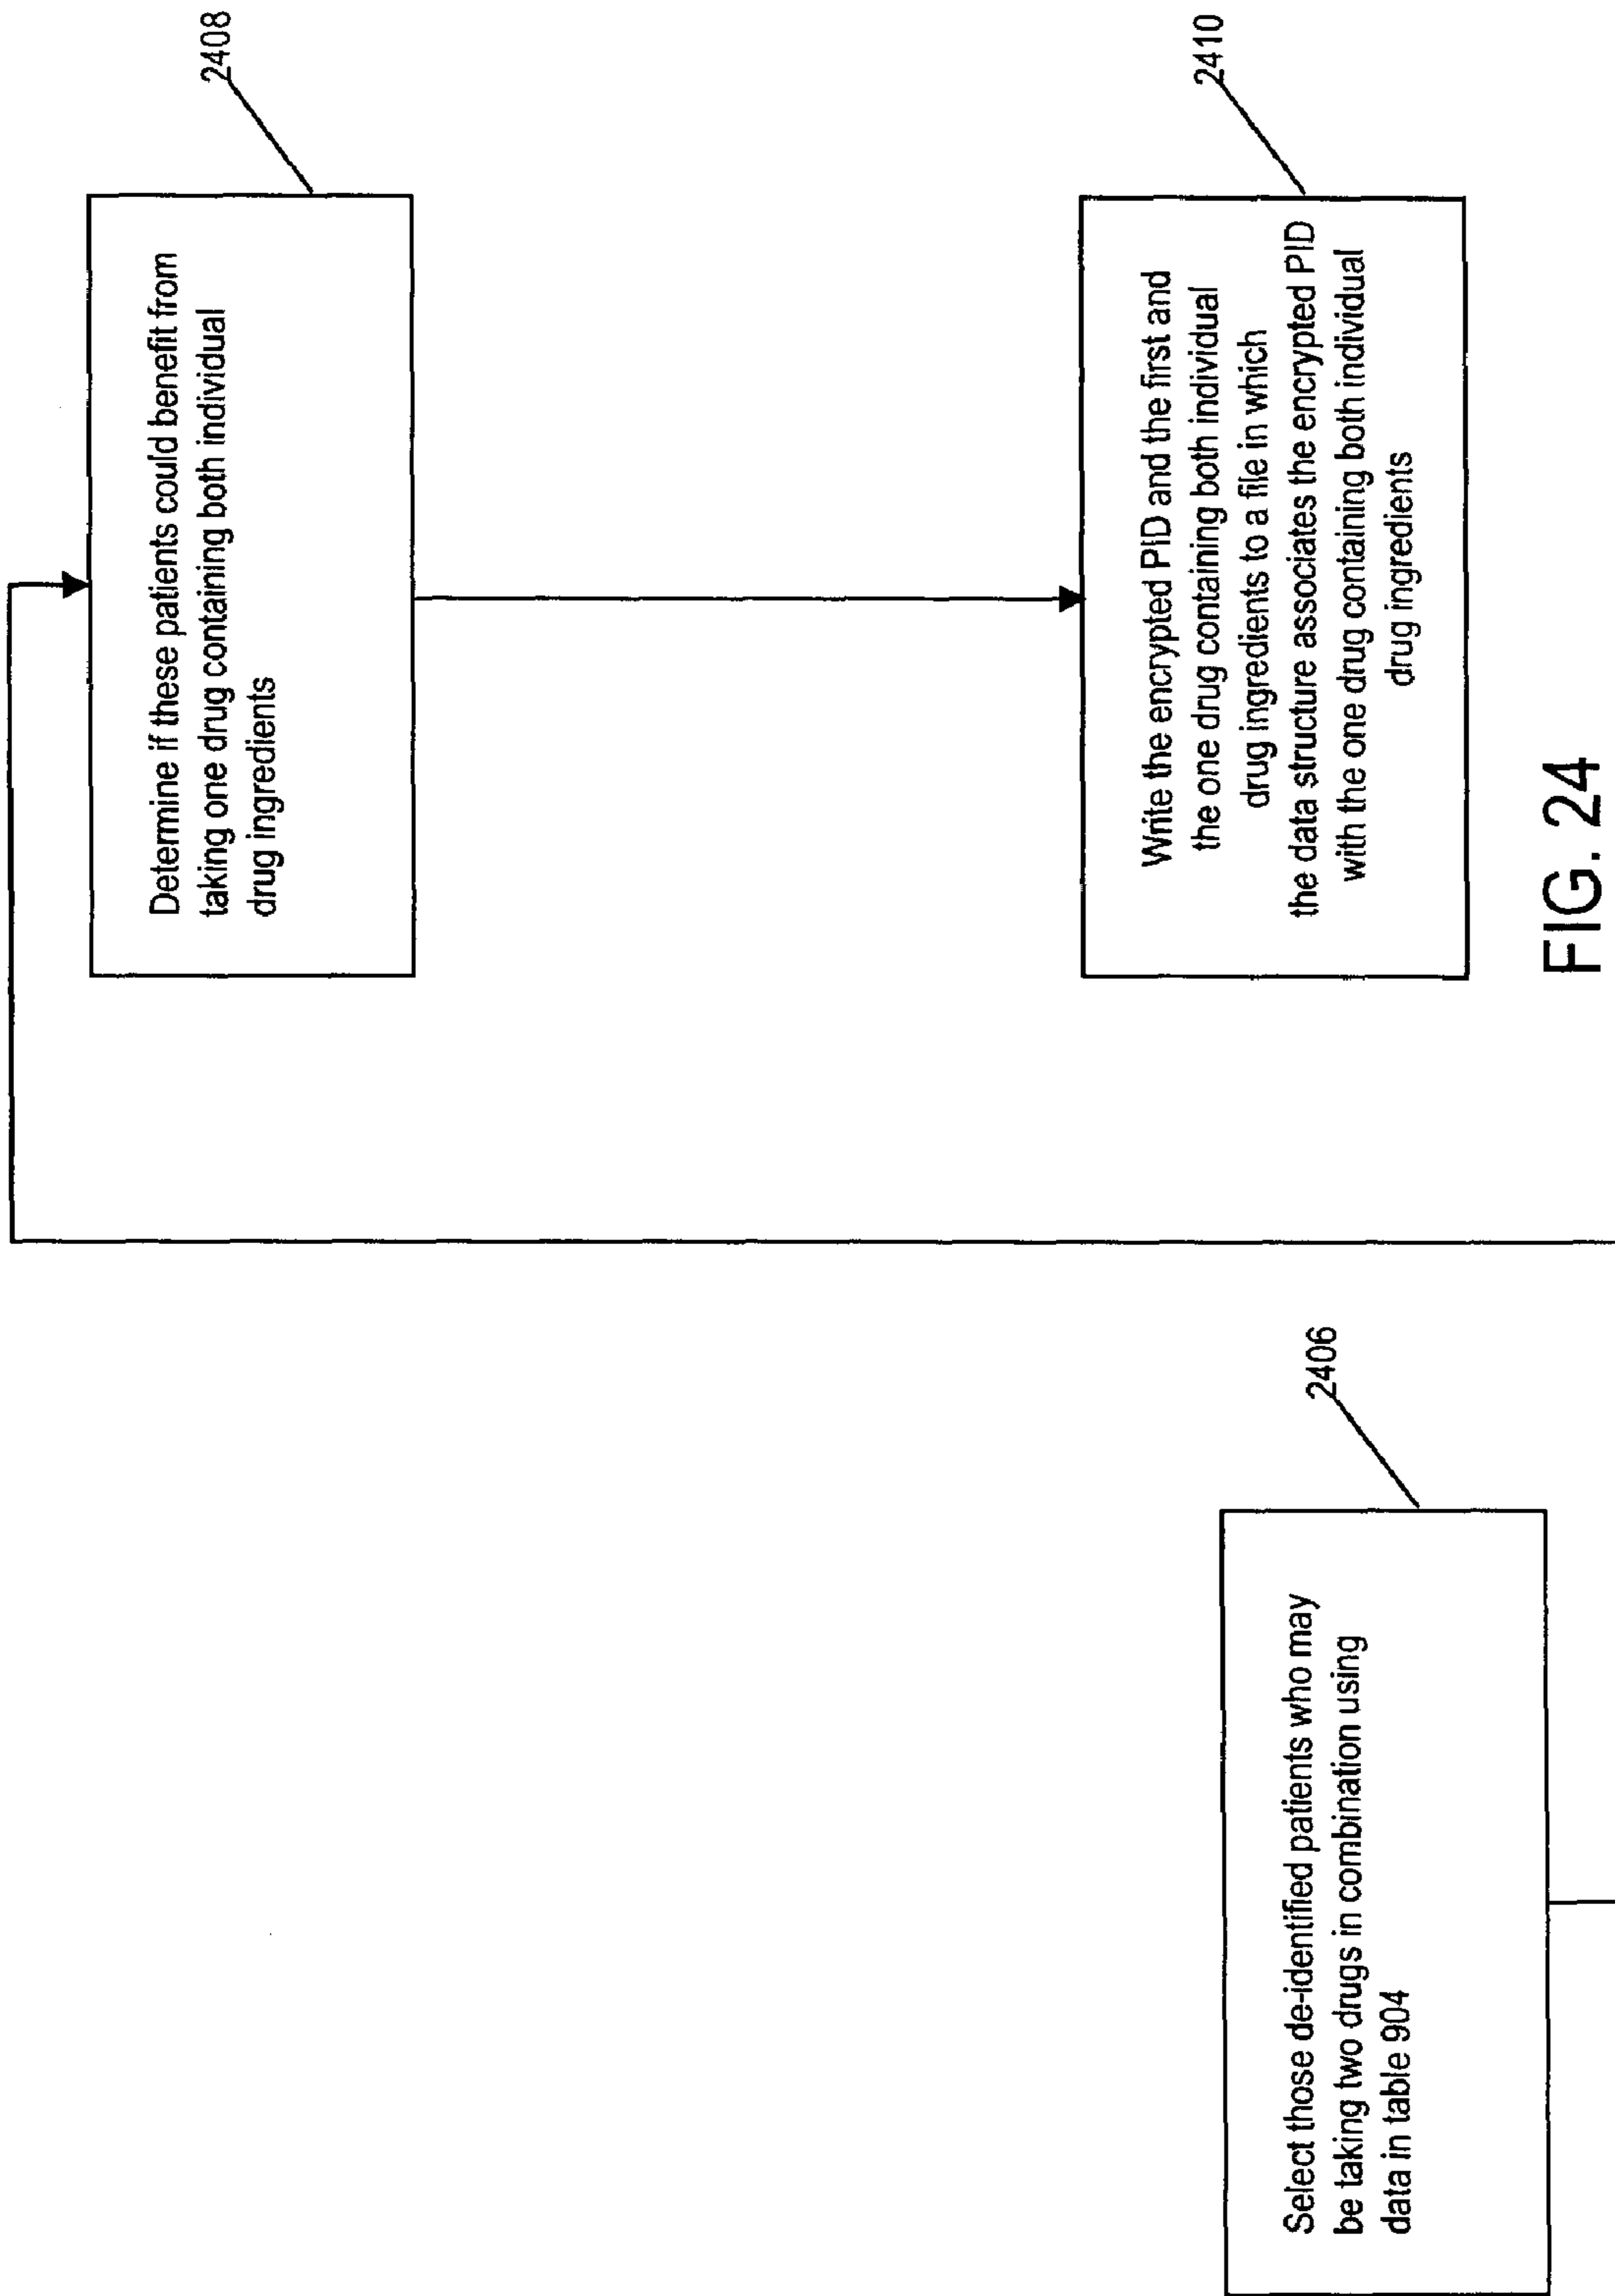 2406
Select those de-identified patients who may
be taking two drugs in combination using
data in table 904
2408
Determine if these patients could benefit from
taking one drug containing both individual
drug ingredients
2410
Write the encrypted PID and the first and
the one drug containing both individual
drug ingredients to a file in which
the data structure associates the encrypted PID
with the one drug containing both individual
drug ingredients
FIG. 24